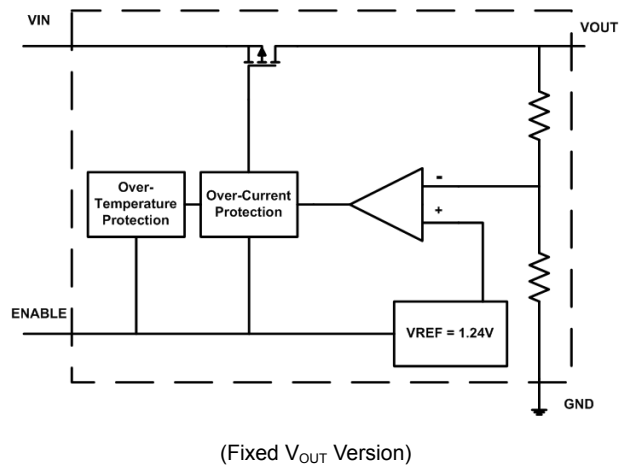 VIN
VOUT
Over-
Temperature
Protection
Over-Current
Protection
-
+
ENABLE
VREF = 1.24V
GND
(Fixed VOUT Version)